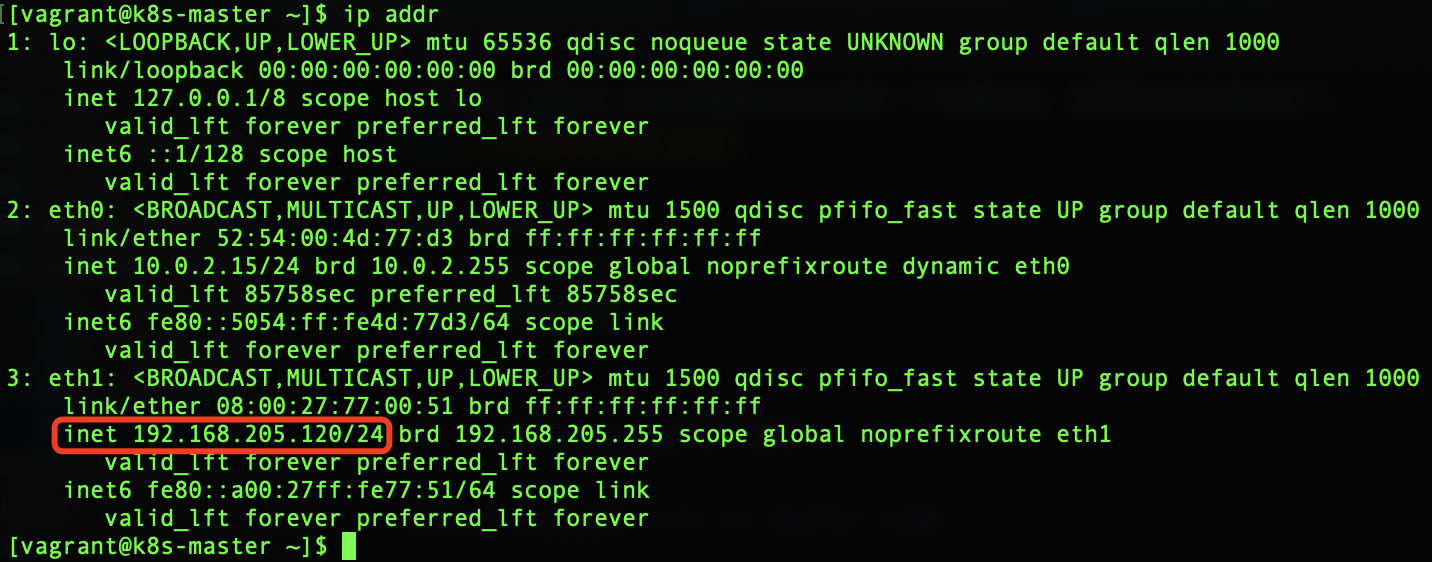 [[vagrant@k8s-master ~]$ ip addr
1: lo: <LOOPBACK,UP,LOWER_UP> mtu 65536 qdisc noqueue state UNKNOWN group default qlen 1000
    link/loopback 00:00:00:00:00:00 brd 00:00:00:00:00:00
    inet 127.0.0.1/8 scope host lo
       valid_lft forever preferred_lft forever
    inet6 ::1/128 scope host
       valid_lft forever preferred_lft forever
2: eth0: <BROADCAST,MULTICAST,UP,LOWER_UP> mtu 1500 qdisc pfifo_fast state UP group default qlen 1000
    link/ether 52:54:00:4d:77:d3 brd ff:ff:ff:ff:ff:ff
    inet 10.0.2.15/24 brd 10.0.2.255 scope global noprefixroute dynamic eth0
       valid_lft 85758sec preferred_lft 85758sec
    inet6 fe80::5054:ff:fe4d:77d3/64 scope link
       valid_lft forever preferred_lft forever
3: eth1: <BROADCAST,MULTICAST,UP,LOWER_UP> mtu 1500 qdisc pfifo_fast state UP group default qlen 1000
    link/ether 08:00:27:77:00:51 brd ff:ff:ff:ff:ff:ff
    inet 192.168.205.120/24 brd 192.168.205.255 scope global noprefixroute eth1
       valid_lft forever preferred_lft forever
    inet6 fe80::a00:27ff:fe77:51/64 scope link
       valid_lft forever preferred_lft forever
[vagrant@k8s-master ~]$